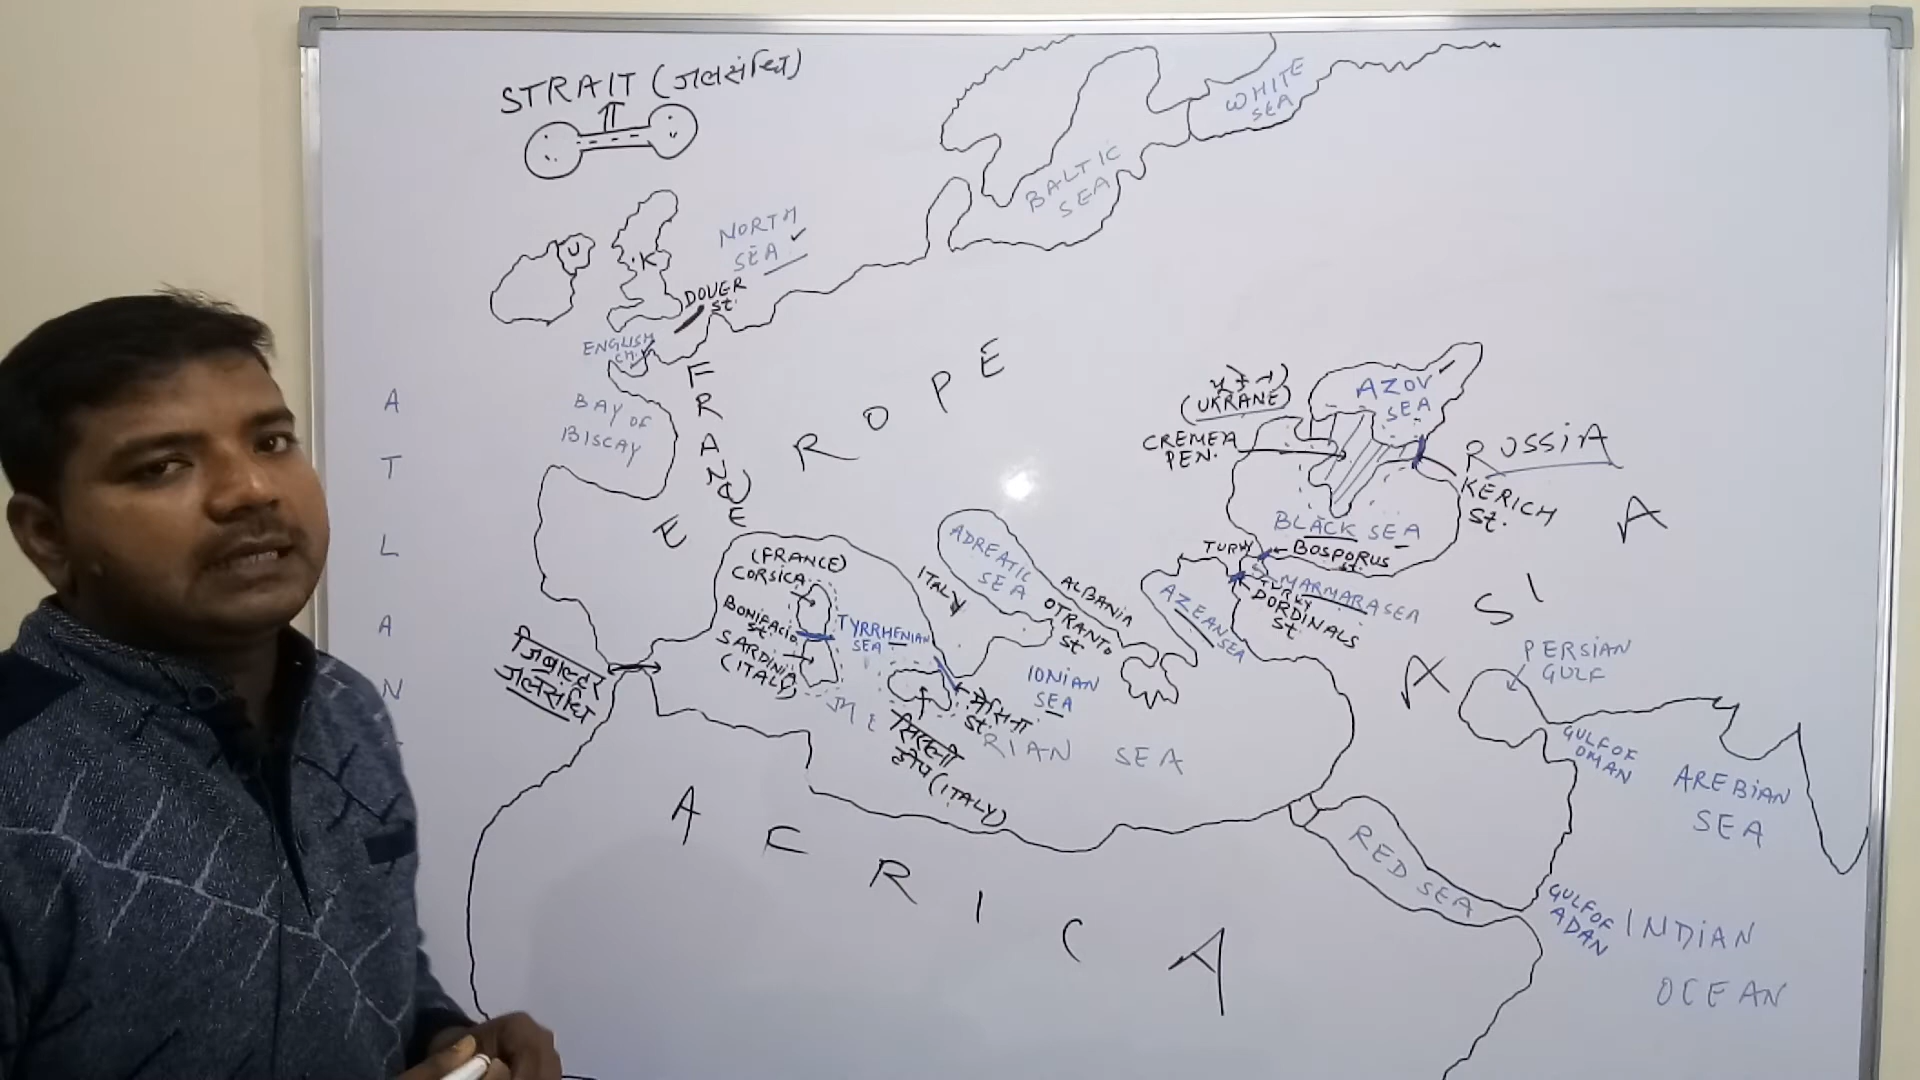 STRAIT (जलसंधि)
WHITE
SEA
BALTIC
SEA
NORTH
SEA
U
.K
DOVER
St.
ENGLISH
CH.
FRANCE
BAY OF
BISCAY
EUROPE
(UKRANE)
AZOV
SEA
CREMEA
PEN.
RUSSIA
KERICH
St.
BLACK SEA
TURKY
BOSPORUS
St.
MARMARA SEA
TURKY
DORDINALS
St.
ASIA
ATLAN
(FRANCE)
CORSICA
BONIFACIO
St.
SARDINIA
(ITALY)
TYRRHENIAN
SEA
ITALY
ADREATIC
SEA
ALBANIA
OTRANTO
St.
AZEAN SEA
IONIAN
SEA
जिब्राल्टर
जलसंधि
मैसिना
St.
सिसली
द्वीप (ITALY)
RIAN SEA
PERSIAN
GULF
GULF OF
OMAN
AREBIAN
SEA
AFRICA
RED SEA
GULF OF
ADAN
INDIAN
OCEAN